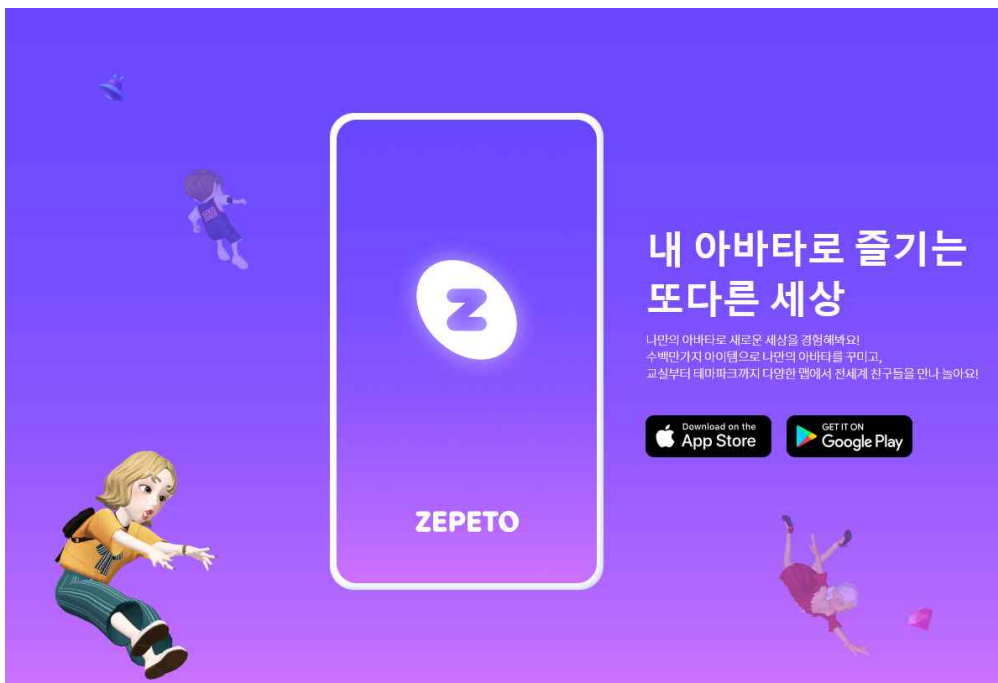 Z
ZEPETO
내 아바타로 즐기는
또다른 세상
나만의 아바타로 새로운 세상을 경험해봐요!
수백만가지 아이템으로 나만의 아바타를 꾸미고,
교실부터 테마파크까지 다양한 맵에서 전세계 친구들을 만나 놀아요!
Download on the
App Store
GET IT ON
Google Play